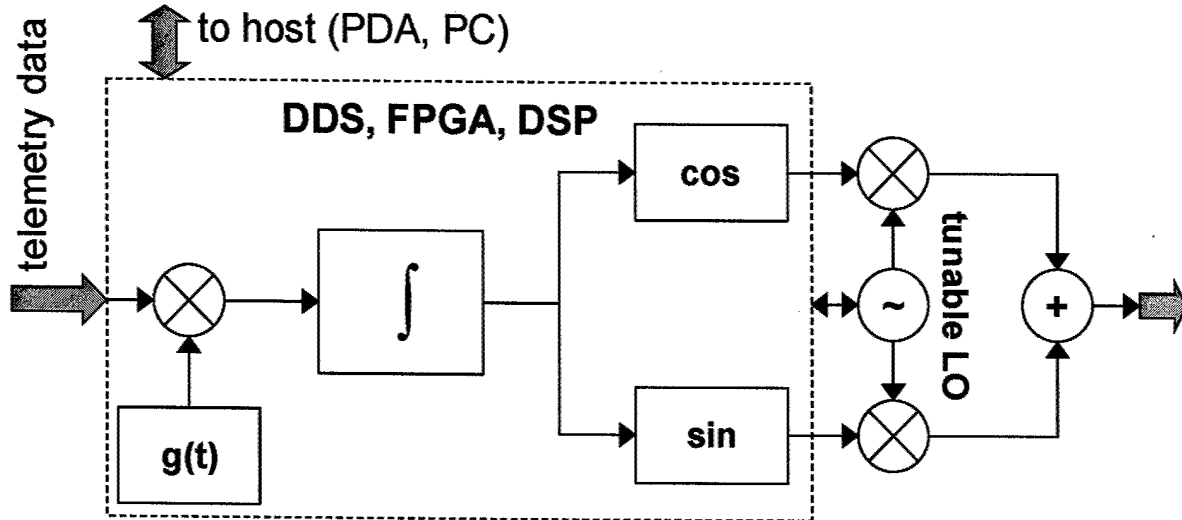 to host (PDA, PC)
telemetry data
DDS, FPGA, DSP
cos
∫
~
tunable LO
+
g(t)
sin